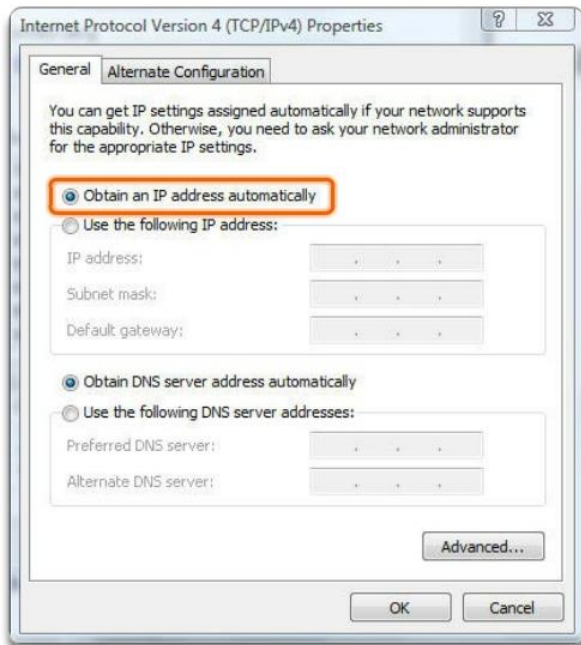 Internet Protocol Version 4 (TCP/IPv4) Properties
?
General
Alternate Configuration
You can get IP settings assigned automatically if your network supports
this capability. Otherwise, you need to ask your network administrator
for the appropriate IP settings.
Obtain an IP address automatically
Use the following IP address:
IP address:
Subnet mask:
Default gateway:
Obtain DNS server address automatically
Use the following DNS server addresses:
Preferred DNS server:
Alternate DNS server:
Advanced...
OK
Cancel